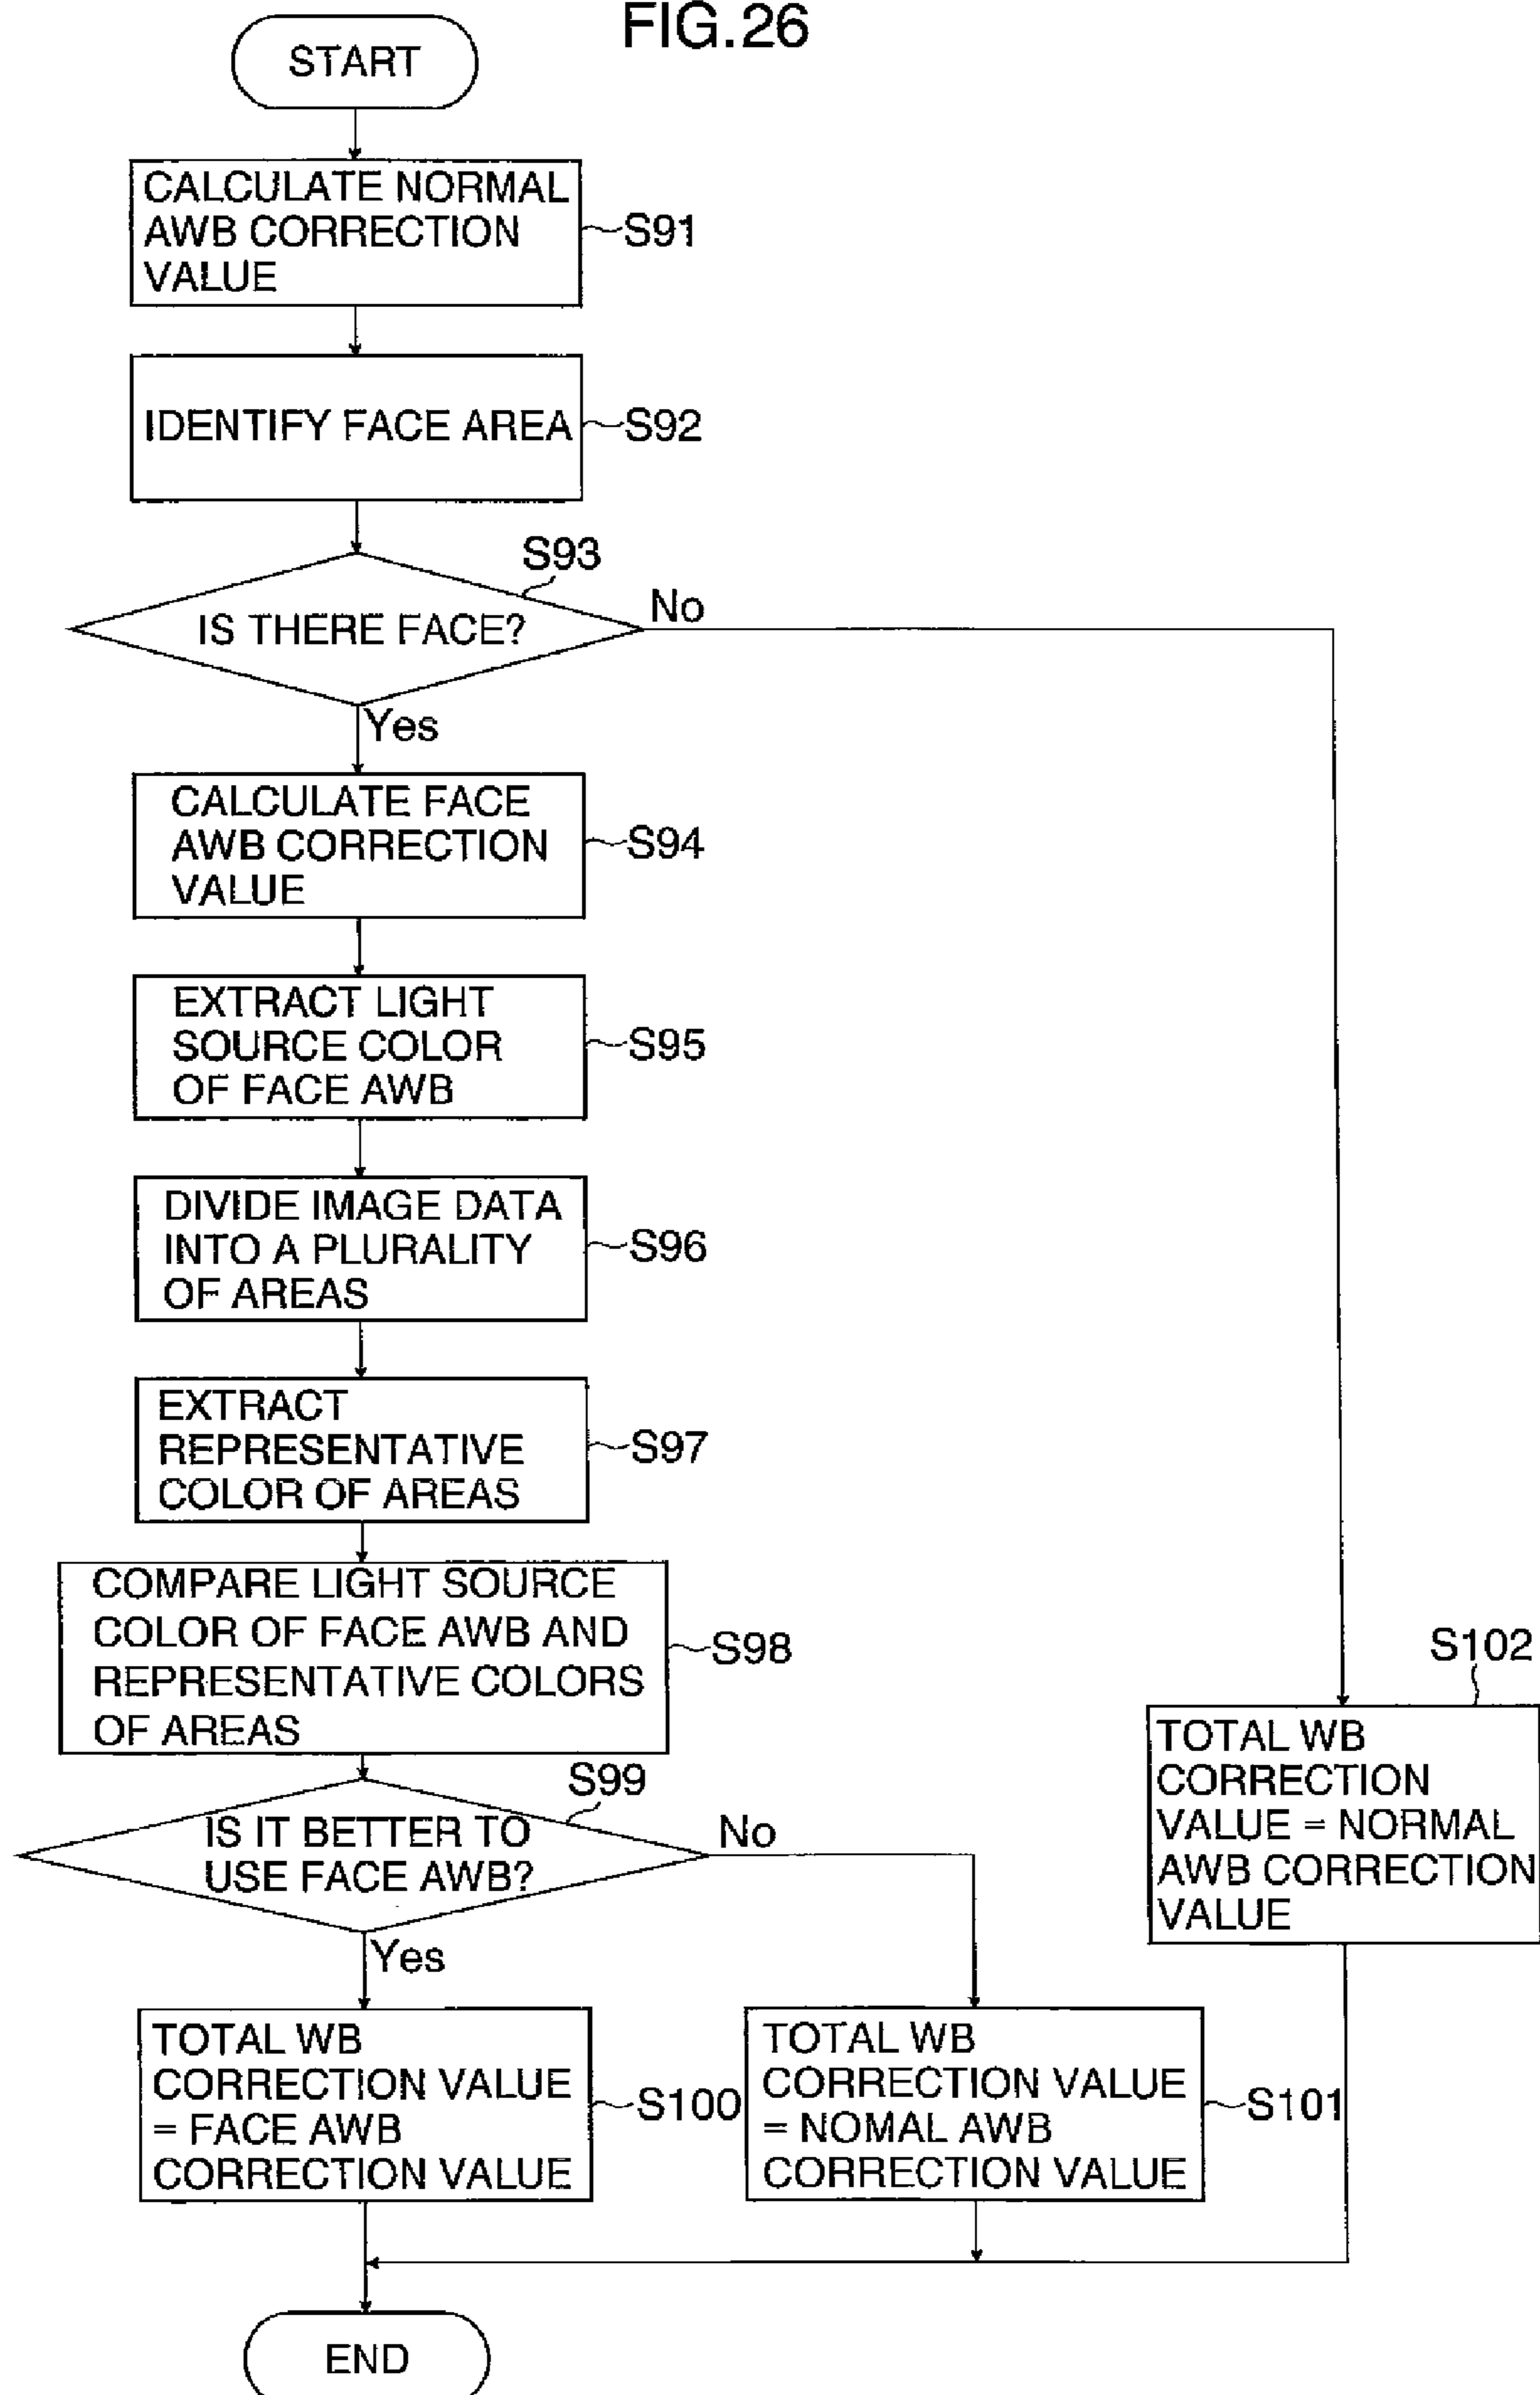 FIG.26
START
CALCULATE NORMAL
AWB CORRECTION
VALUE
S91
IDENTIFY FACE AREA
S92
S93
IS THERE FACE?
No
Yes
CALCULATE FACE
AWB CORRECTION
VALUE
S94
EXTRACT LIGHT
SOURCE COLOR
OF FACE AWB
S95
DIVIDE IMAGE DATA
INTO A PLURALITY
OF AREAS
S96
EXTRACT
REPRESENTATIVE
COLOR OF AREAS
S97
COMPARE LIGHT SOURCE
COLOR OF FACE AWB AND
REPRESENTATIVE COLORS
OF AREAS
S98
S99
IS IT BETTER TO
USE FACE AWB?
No
Yes
S102
TOTAL WB
CORRECTION
VALUE = NORMAL
AWB CORRECTION
VALUE
TOTAL WB
CORRECTION VALUE
= FACE AWB
CORRECTION VALUE
S100
TOTAL WB
CORRECTION VALUE
= NOMAL AWB
CORRECTION VALUE
S101
END